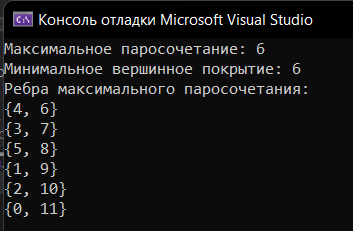 Консоль отладки Microsoft Visual Studio
Максимальное паросочетание: 6
Минимальное вершинное покрытие: 6
Ребра максимального паросочетания:
{4, 6}
{3, 7}
{5, 8}
{1, 9}
{2, 10}
{0, 11}